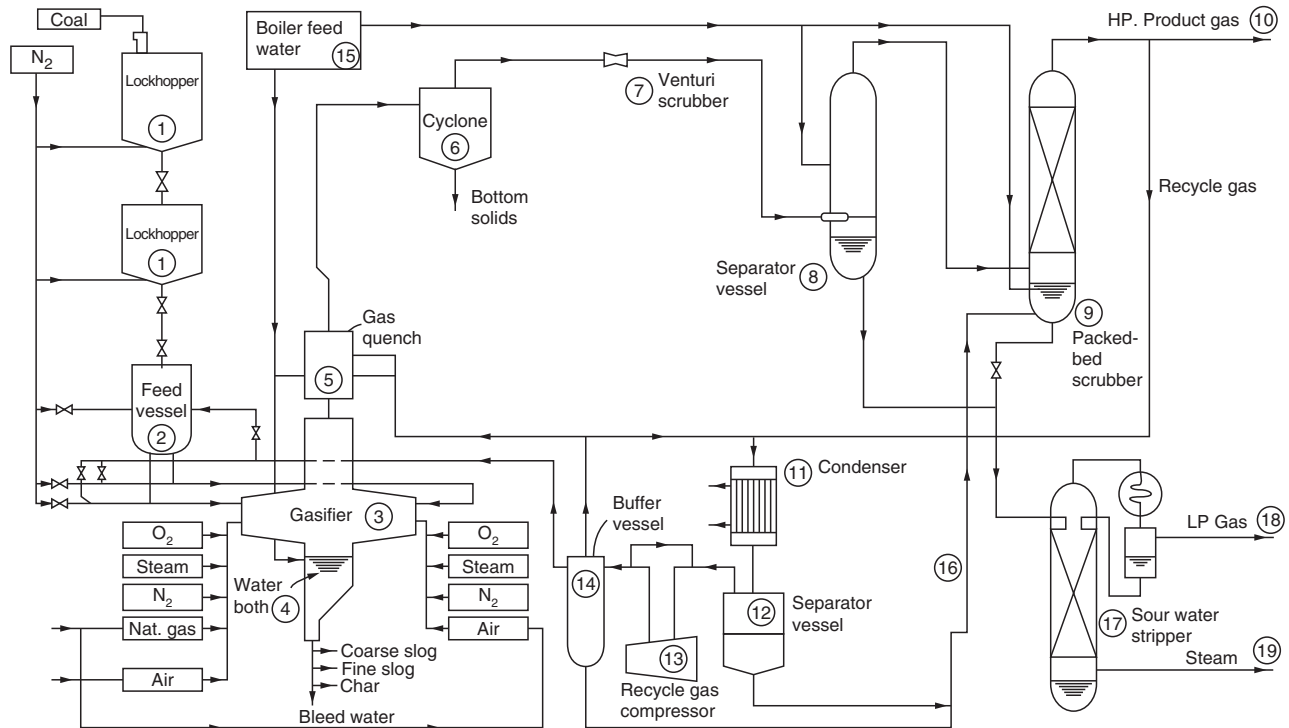 Coal
N2
Lockhopper
1
Lockhopper
1
Feed
vessel
2
Boiler feed
water
15
Cyclone
6
Bottom
solids
7
Venturi
scrubber
Separator
vessel
8
HP. Product gas
10
Recycle gas
9
Packed-
bed
scrubber
Gas
quench
5
Gasifier
3
O2
Steam
N2
Nat. gas
Air
Water
both
4
O2
Steam
N2
Air
Coarse slog
Fine slog
Char
Bleed water
Buffer
vessel
14
11
Condenser
12
Separator
vessel
13
Recycle gas
compressor
16
LP Gas
18
17
Sour water
stripper
Steam
19